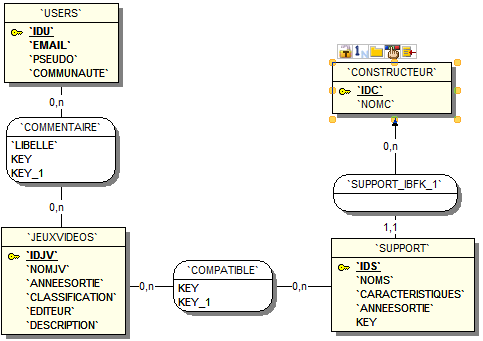 `USERS`
`IDU`
`EMAIL`
`PSEUDO`
`COMMUNAUTE`
0,n
`COMMENTAIRE`
`LIBELLE`
KEY
KEY_1
0,n
`JEUXVIDEOS`
`IDJV`
`NOMJV`
`ANNEESORTIE`
`CLASSIFICATION`
`EDITEUR`
`DESCRIPTION`
0,n
`COMPATIBLE`
KEY
KEY_1
0,n
1
`CONSTRUCTEUR`
`IDC`
`NOMC`
0,n
`SUPPORT_IBFK_1`
1,1
`SUPPORT`
`IDS`
`NOMS`
`CARACTERISTIQUES`
`ANNEESORTIE`
KEY